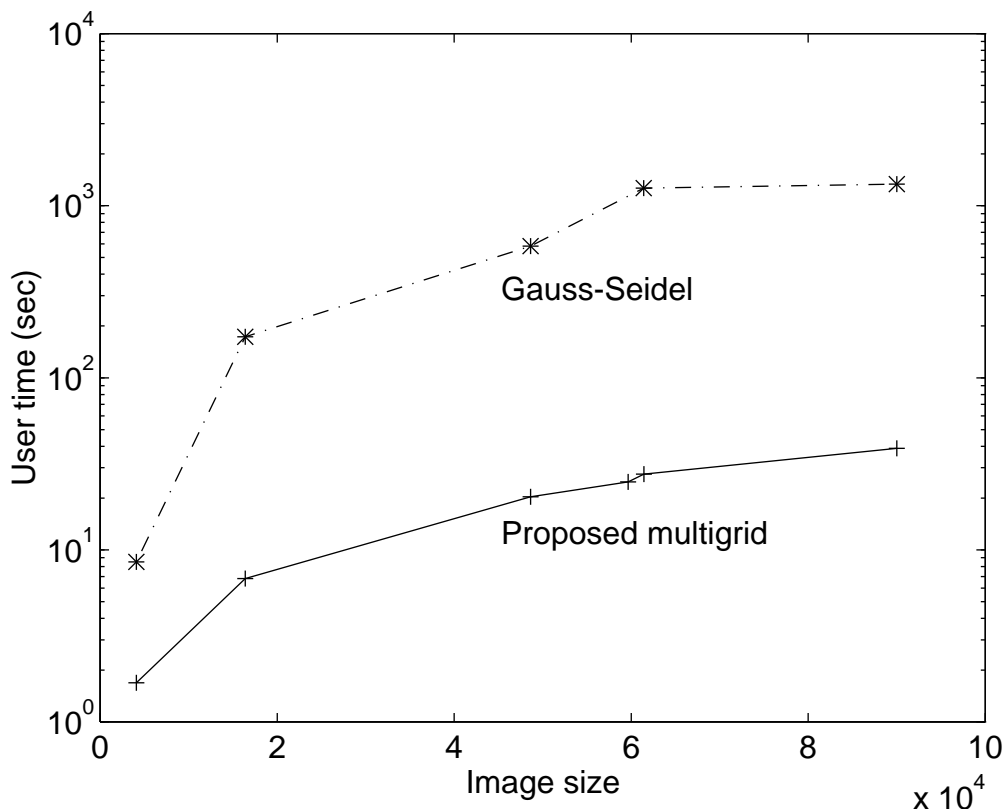 10^4
10^3
10^2
10^1
10^0
User time (sec)
Gauss-Seidel
Proposed multigrid
0
2
4
6
8
10
Image size
x 10^4